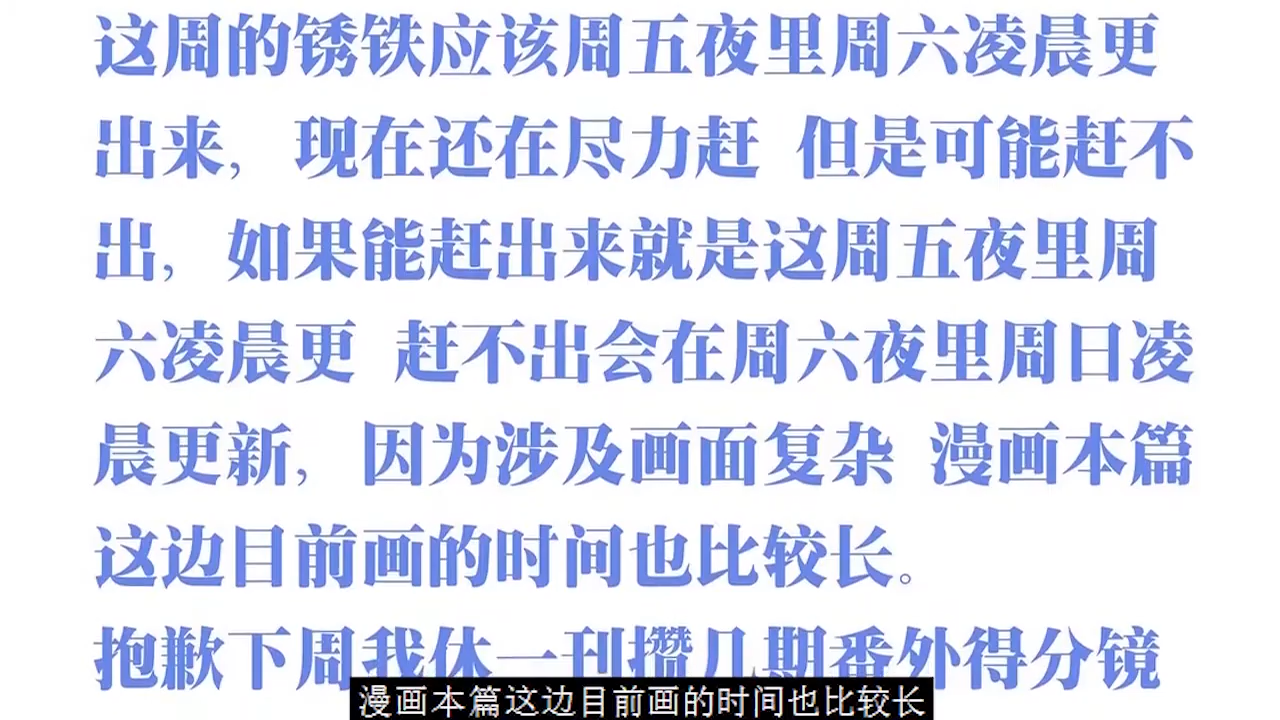 这周的锈铁应该周五夜里周六凌晨更
出来，现在还在尽力赶 但是可能赶不
出，如果能赶出来就是这周五夜里周
六凌晨更 赶不出会在周六夜里周日凌
晨更新，因为涉及画面复杂 漫画本篇
这边目前画的时间也比较长。
抱歉下周我休一刊攒几期番外得分镜
漫画本篇这边目前画的时间也比较长